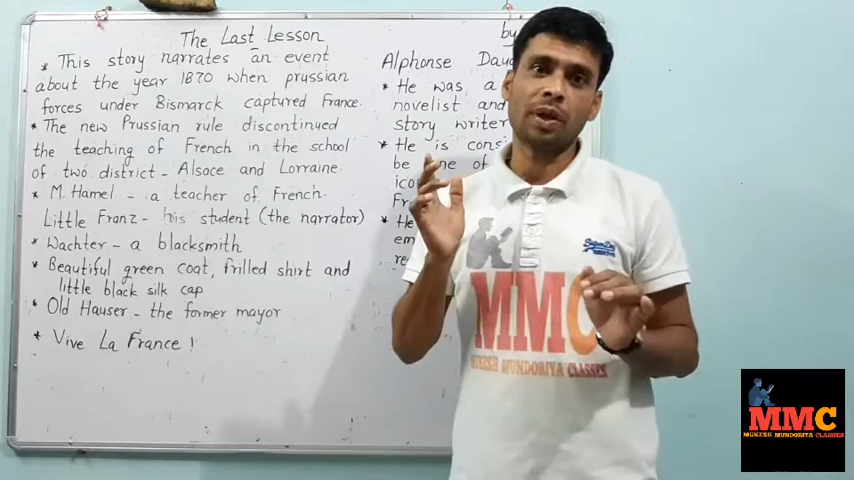 The Last Lesson
by
* This story narrates an event
about the year 1870 when prussian
forces under Bismarck captured France.
* The new Prussian rule discontinued
the teaching of French in the school
of two district - Alsace and Lorraine.
* M. Hamel - a teacher of French.
Little Franz - his student (the narrator)
* Wachter - a blacksmith
* Beautiful green coat, frilled shirt and
little black silk cap
* Old Hauser - the former mayor
* Vive La France !
Alphonse
* He was a
novelist and
story writer
* He is
be one of
* He
Superdry
MMC
MUKESH MUNDORIYA CLASSES
MMC
MUKESH MUNDORIYA CLASSES